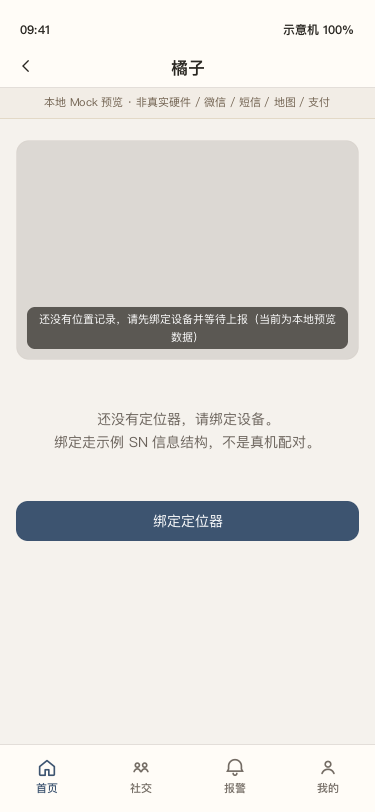 09:41
示意机 100%
橘子
本地 Mock 预览 · 非真实硬件 / 微信 / 短信 / 地图 / 支付
还没有位置记录，请先绑定设备并等待上报（当前为本地预览
数据）
还没有定位器，请绑定设备。
绑定走示例 SN 信息结构，不是真机配对。
绑定定位器
首页
社交
报警
我的